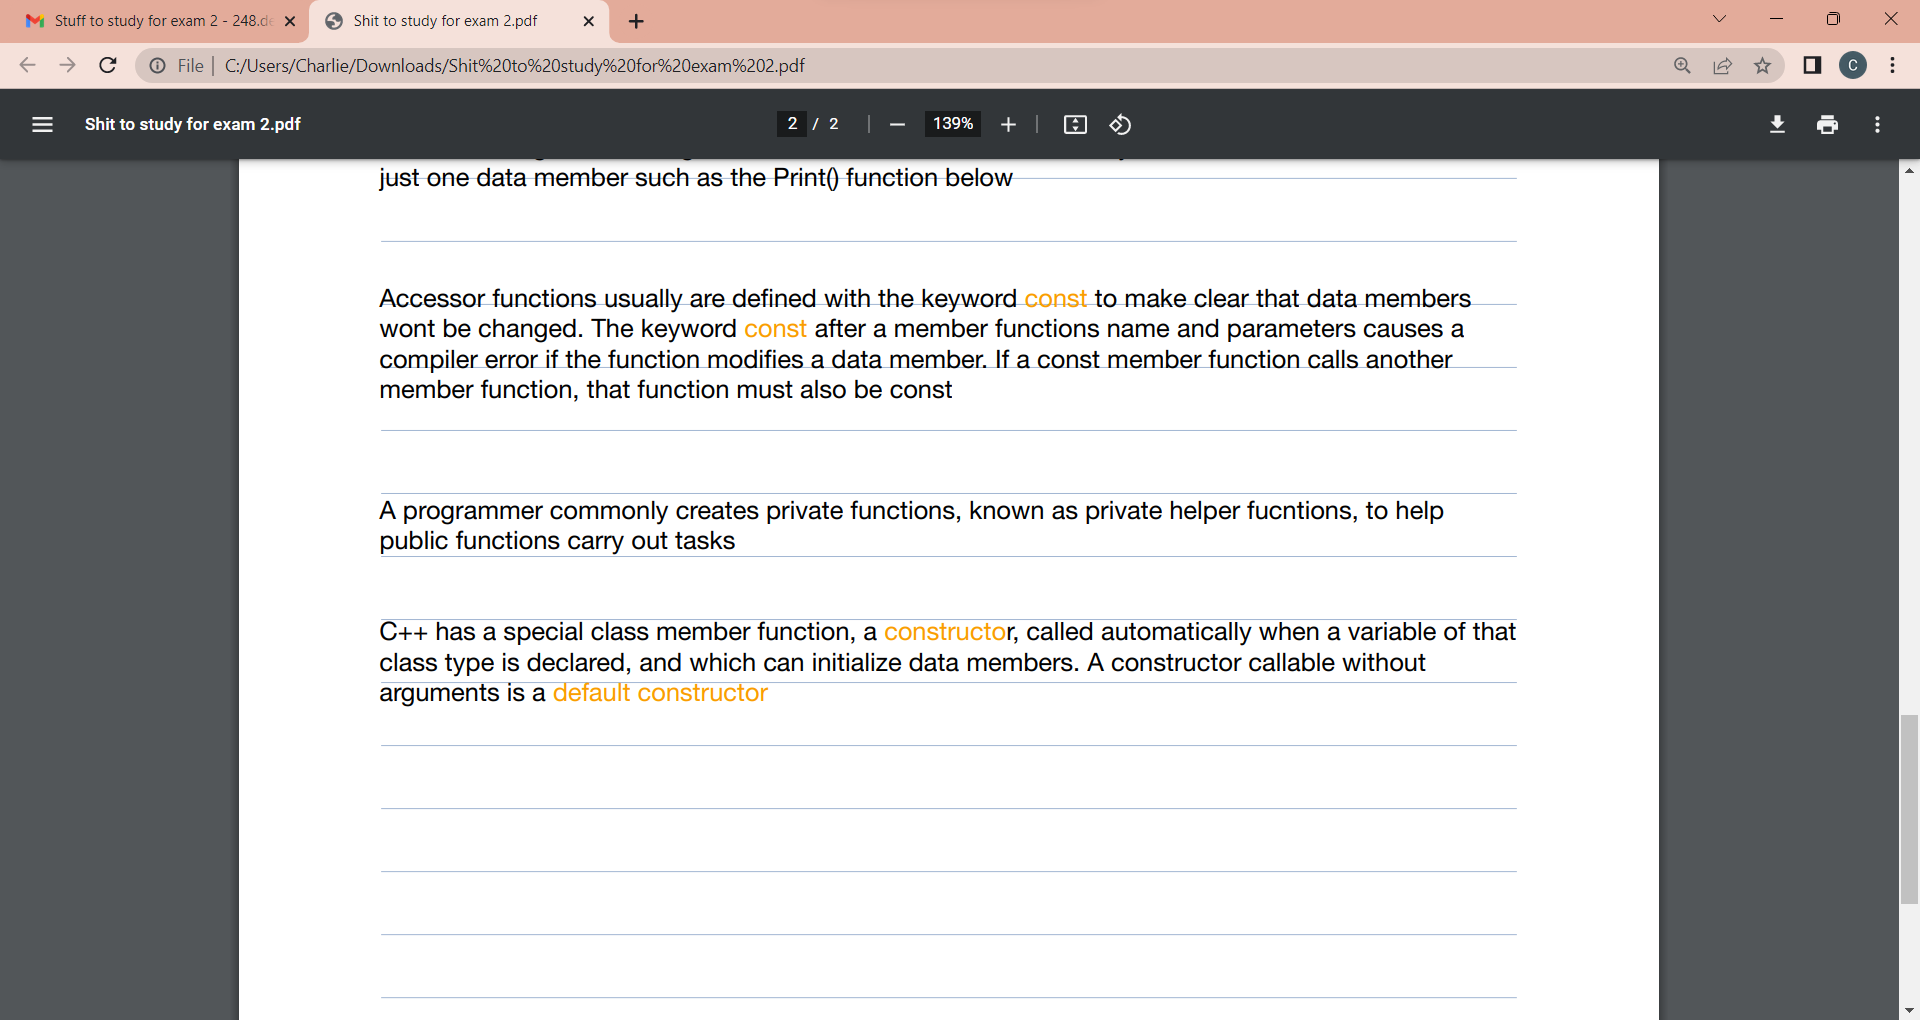 Stuff to study for exam 2 - 248.de
Shit to study for exam 2.pdf
File
C:/Users/Charlie/Downloads/Shit%20to%20study%20for%20exam%202.pdf
C
Shit to study for exam 2.pdf
2 / 2
139%
just one data member such as the Print() function below
Accessor functions usually are defined with the keyword const to make clear that data members
wont be changed. The keyword const after a member functions name and parameters causes a
compiler error if the function modifies a data member. If a const member function calls another
member function, that function must also be const
A programmer commonly creates private functions, known as private helper fucntions, to help
public functions carry out tasks
C++ has a special class member function, a constructor, called automatically when a variable of that
class type is declared, and which can initialize data members. A constructor callable without
arguments is a default constructor